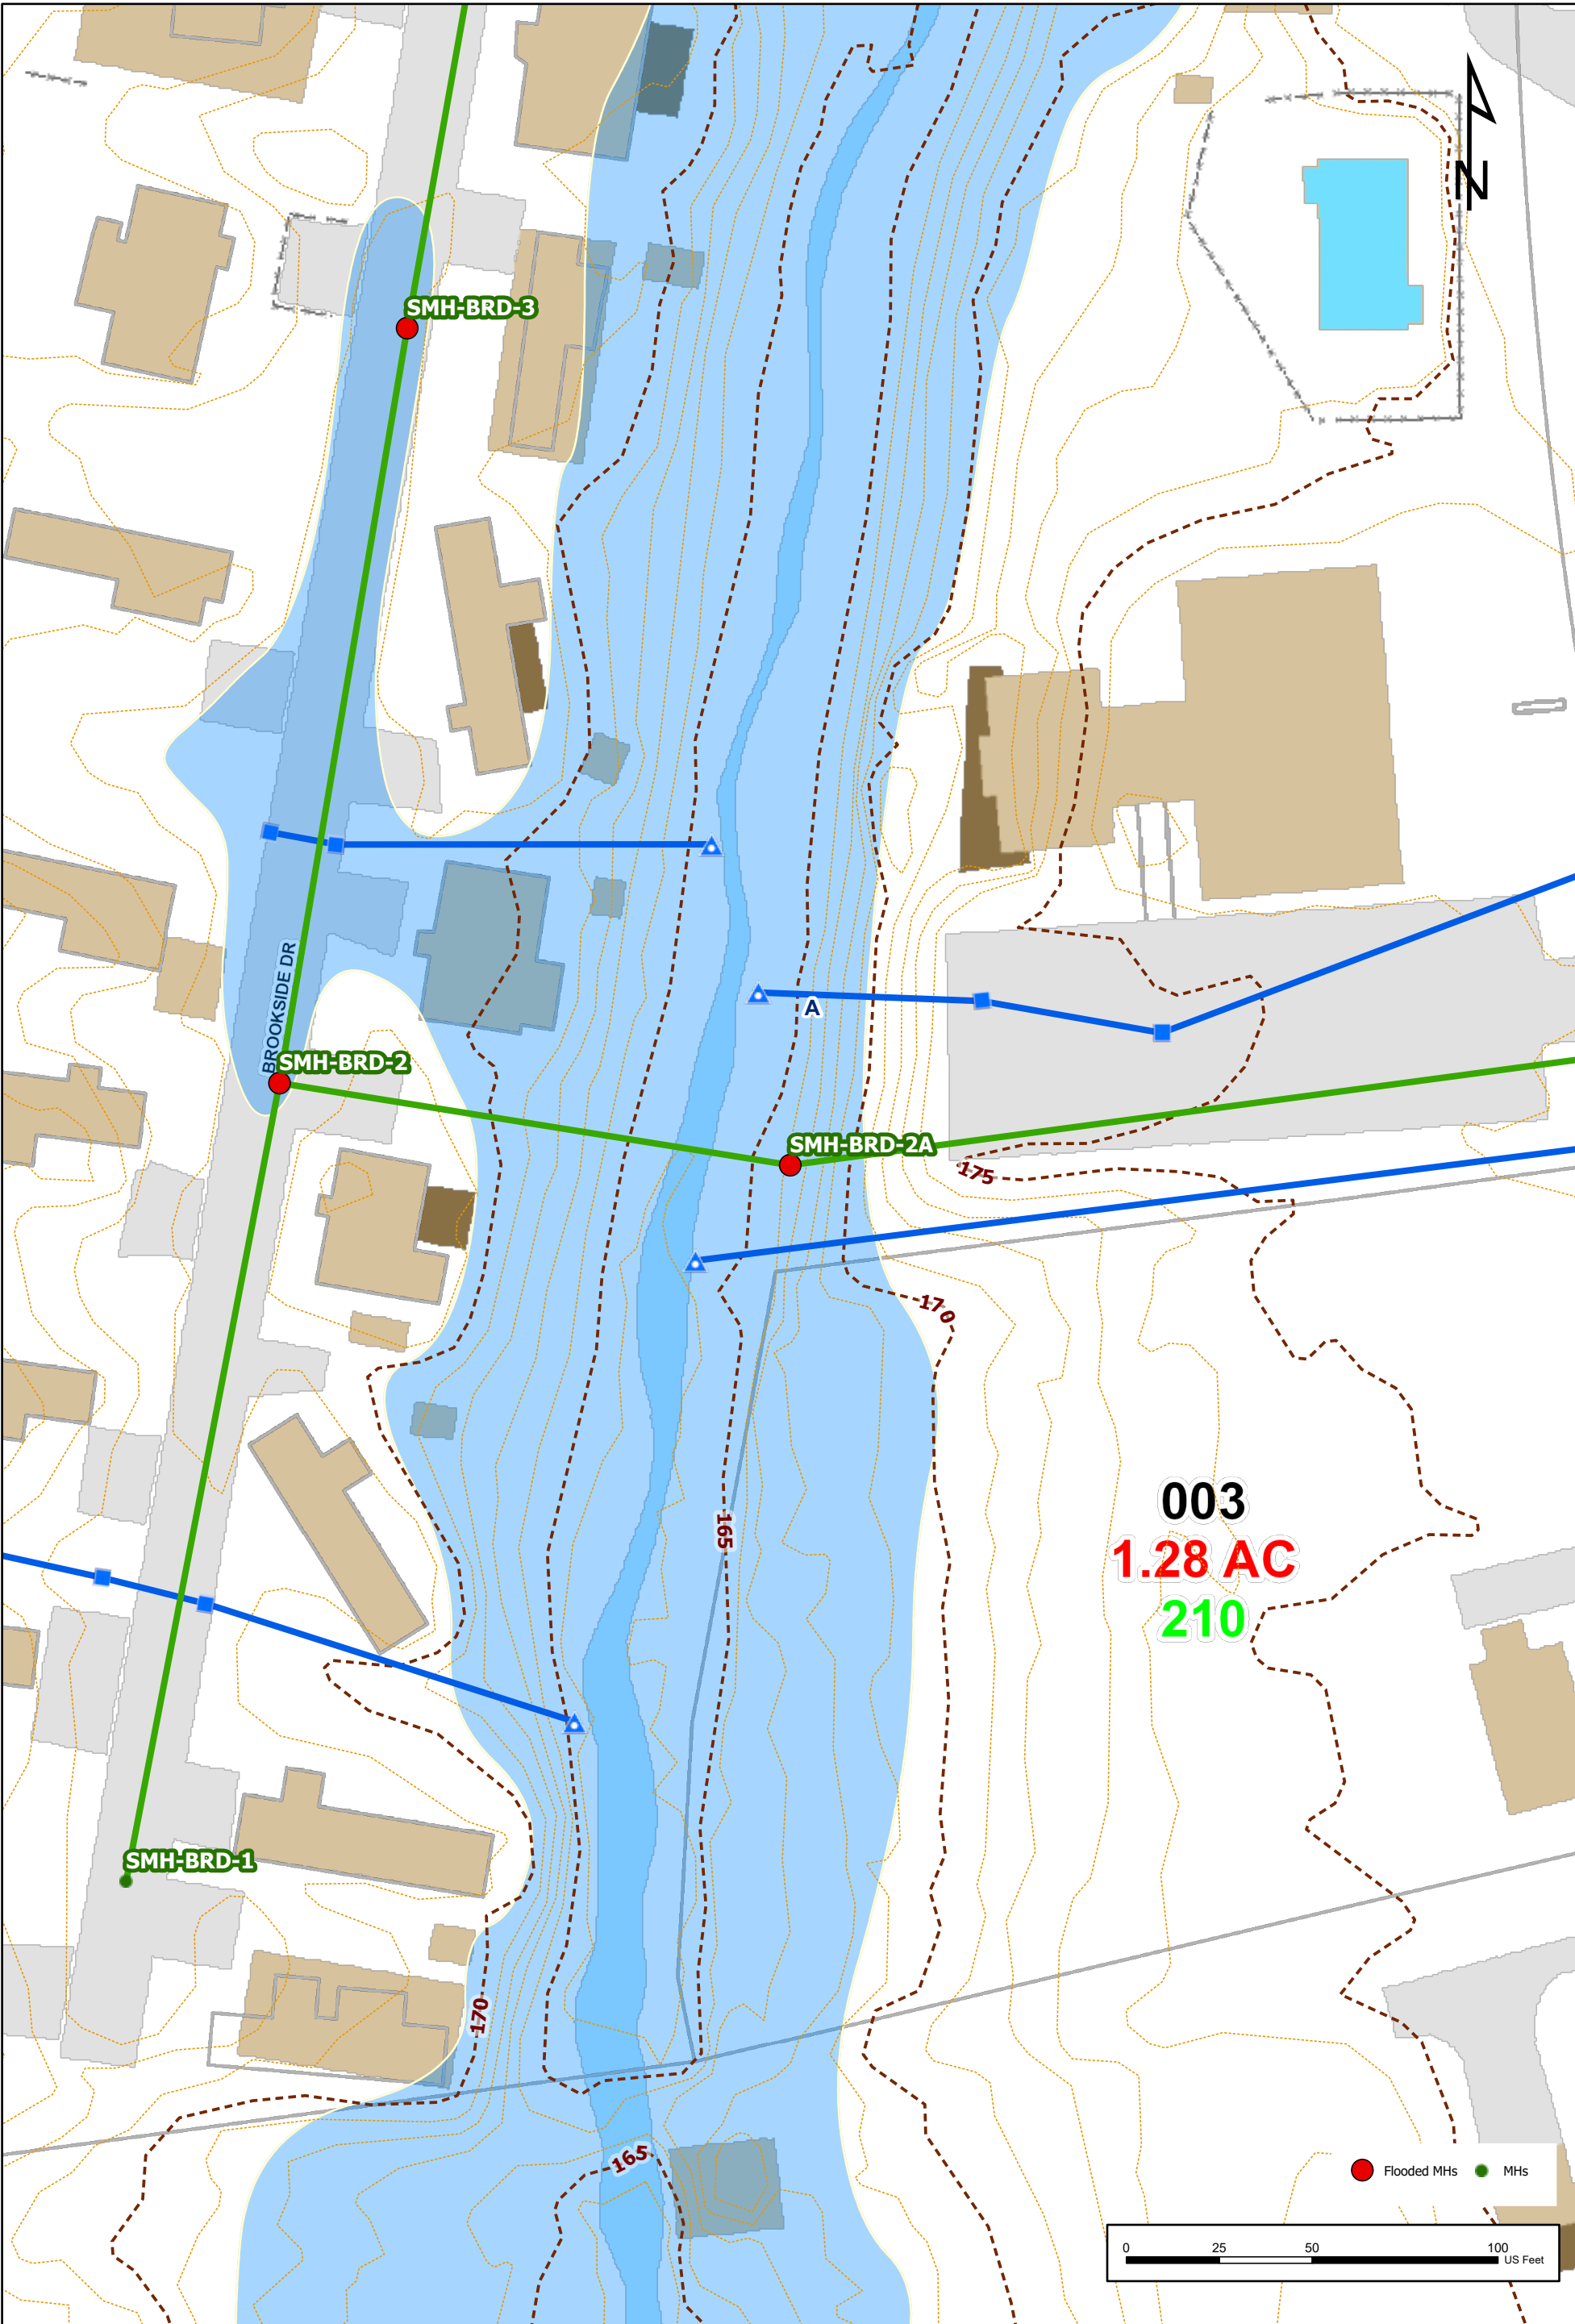 N
SMH-BRD-3
BROOKSIDE DR
A
SMH-BRD-2
SMH-BRD-2A
175
170
003
1.28 AC
165
210
SMH-BRD-1
170
165
Flooded MHs
MHs
0 25 50 100
US Feet